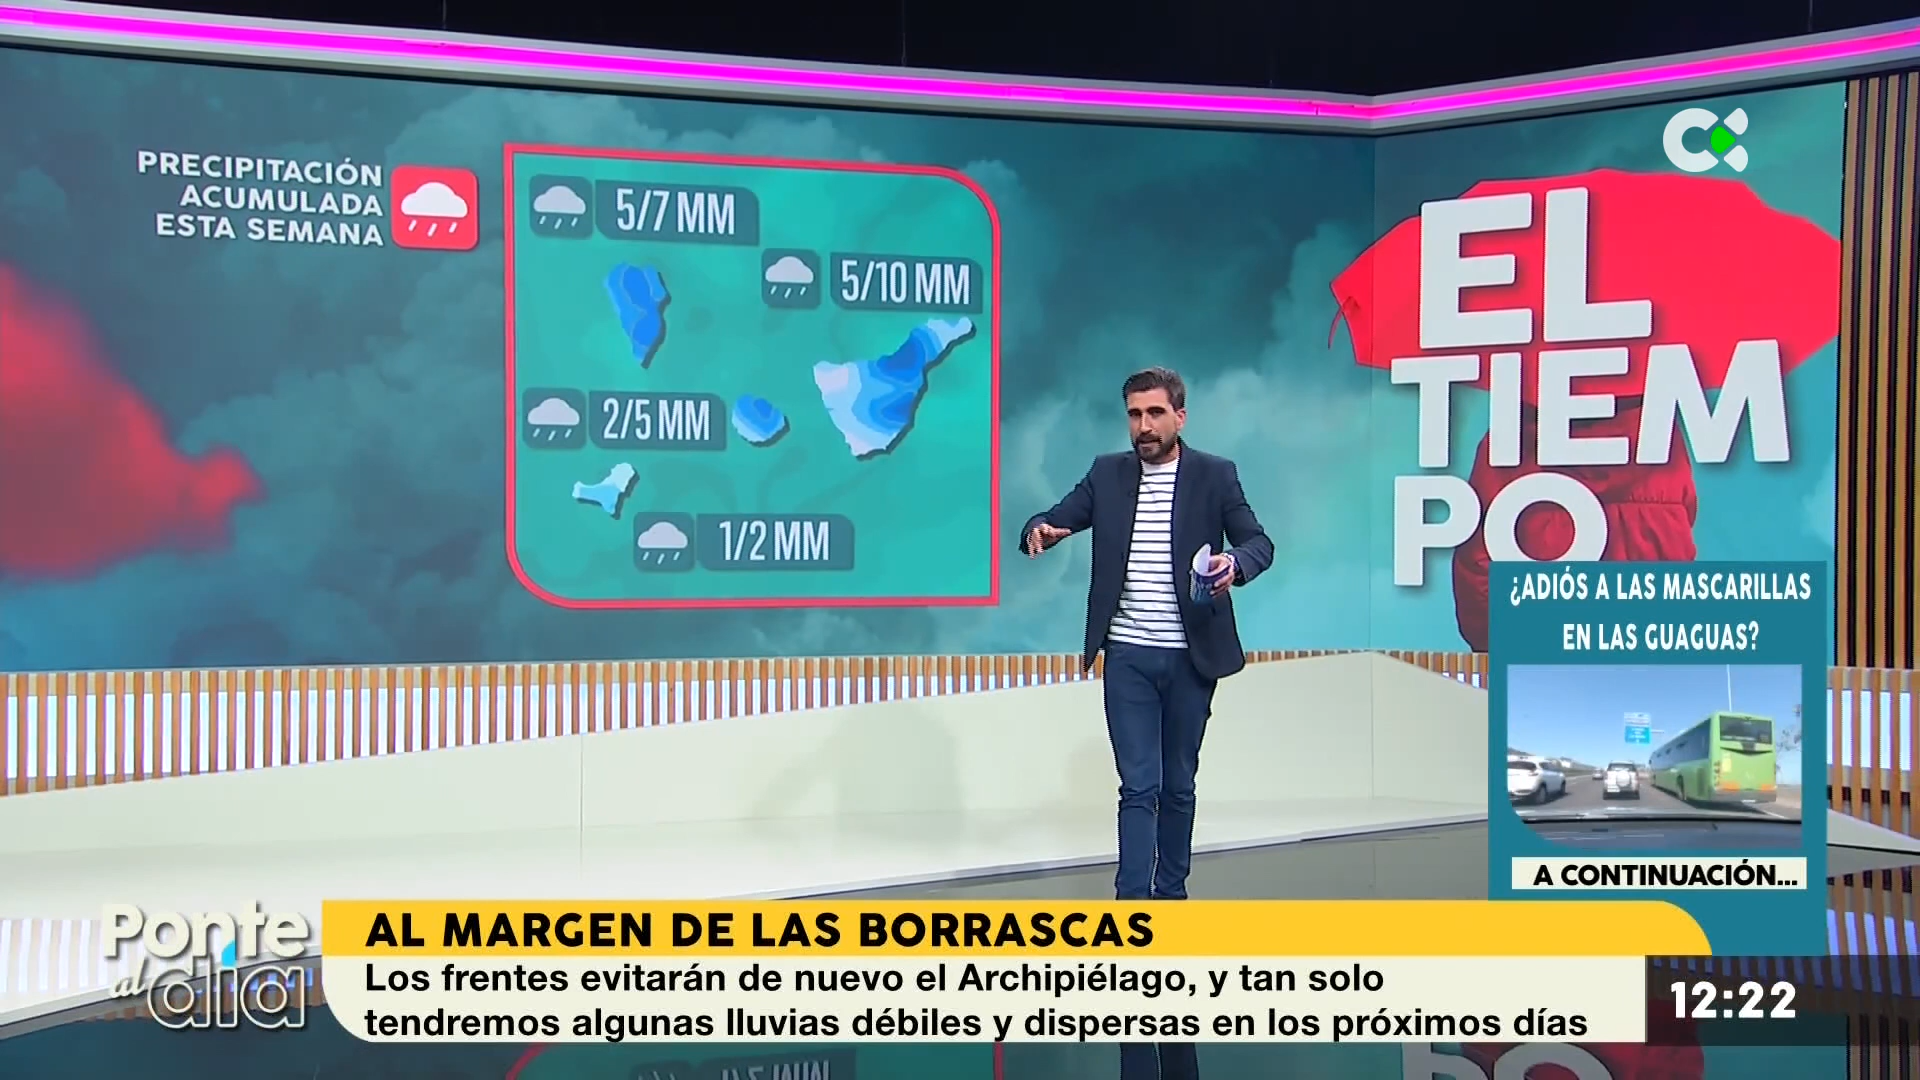 PRECIPITACIÓN
ACUMULADA
ESTA SEMANA
5/7 MM
5/10 MM
2/5 MM
1/2 MM
EL
TIEM
PO
¿ADIÓS A LAS MASCARILLAS
EN LAS GUAGUAS?
A CONTINUACIÓN...
Ponte
al día
AL MARGEN DE LAS BORRASCAS
Los frentes evitarán de nuevo el Archipiélago, y tan solo
tendremos algunas lluvias débiles y dispersas en los próximos días
12:22